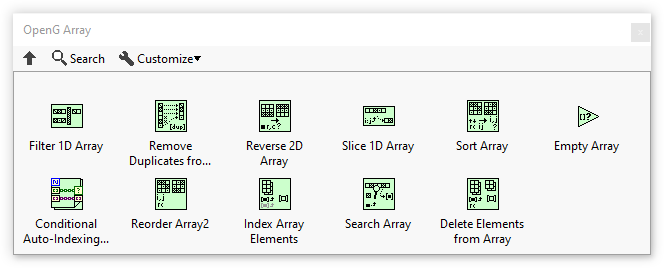 OpenG Array
Search Customize▾
Filter 1D Array Remove Duplicates fro... Reverse 2D Array Slice 1D Array Sort Array Empty Array
Conditional Auto-Indexing... Reorder Array2 Index Array Elements Search Array Delete Elements from Array